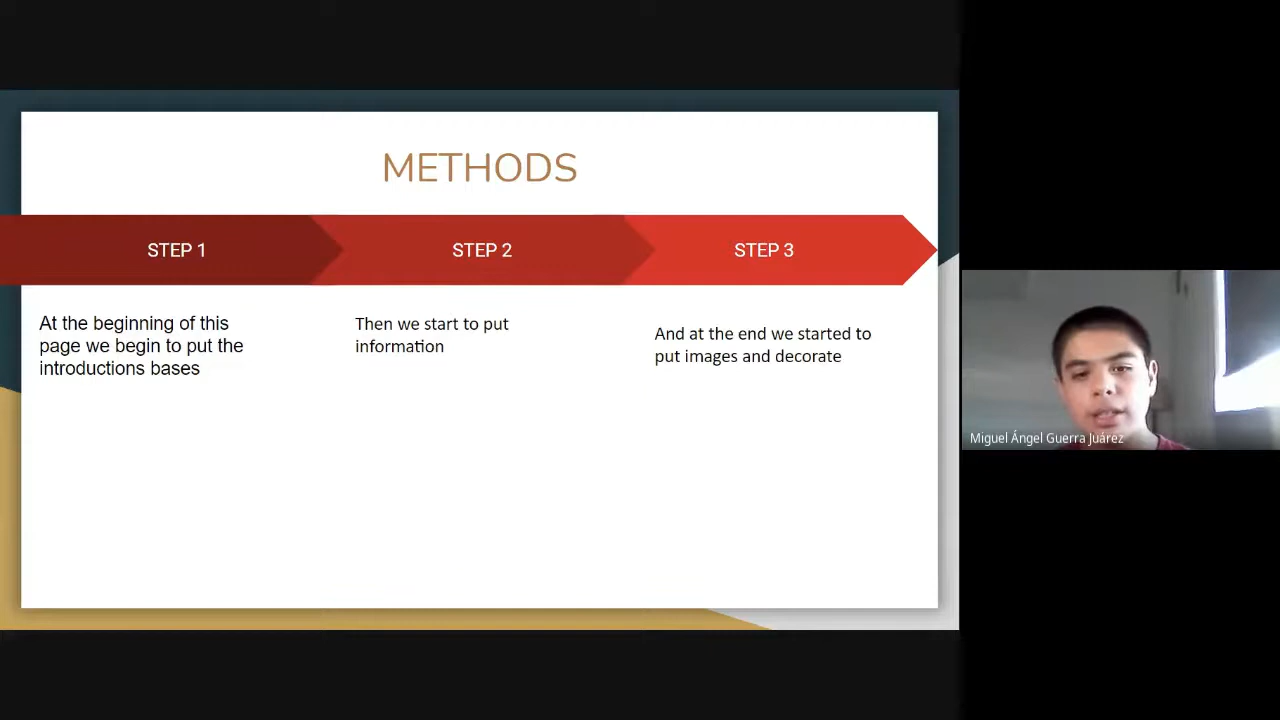 METHODS
STEP 1
STEP 2
STEP 3
At the beginning of this
page we begin to put the
introductions bases
Then we start to put
information
And at the end we started to
put images and decorate
Miguel Ángel Guerra Juárez